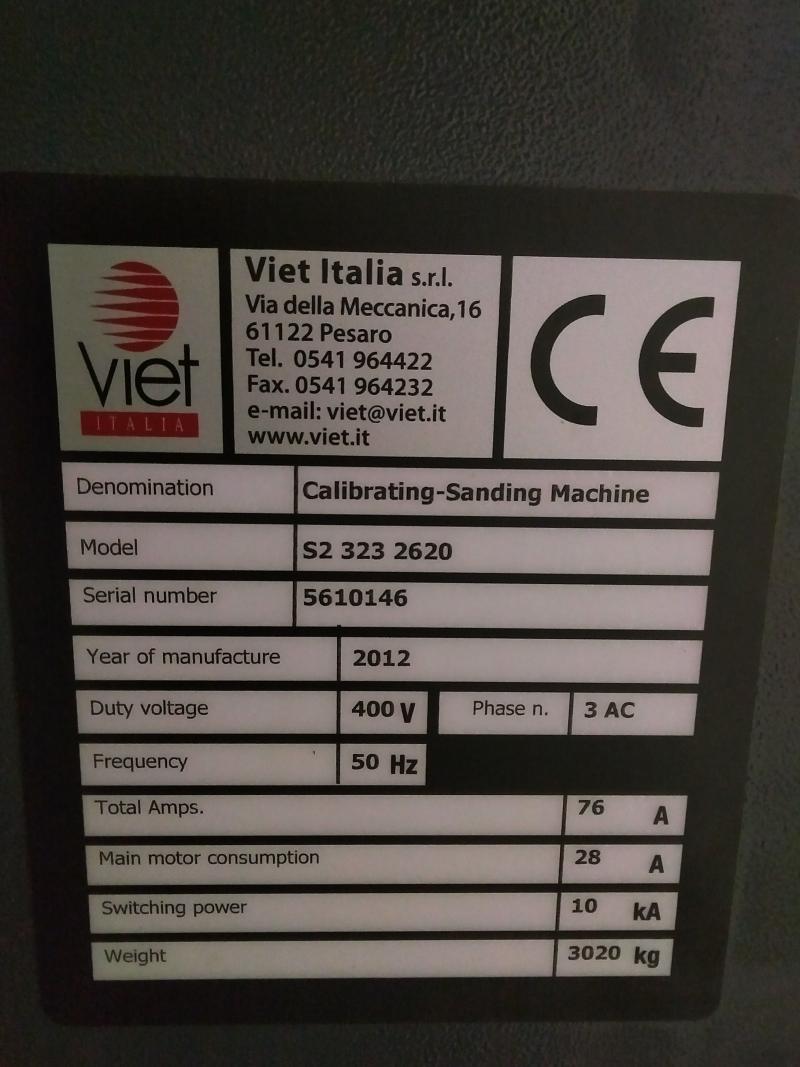 Viet
ITALIA
Viet Italia s.r.l.
Via della Meccanica,16
61122 Pesaro
Tel. 0541 964422
Fax. 0541 964232
e-mail: viet@viet.it
www.viet.it
CE
Denomination Calibrating-Sanding Machine
Model S2 323 2620
Serial number 5610146
Year of manufacture 2012
Duty voltage 400 V Phase n. 3 AC
Frequency 50 Hz
Total Amps. 76 A
Main motor consumption 28 A
Switching power 10 kA
Weight 3020 kg